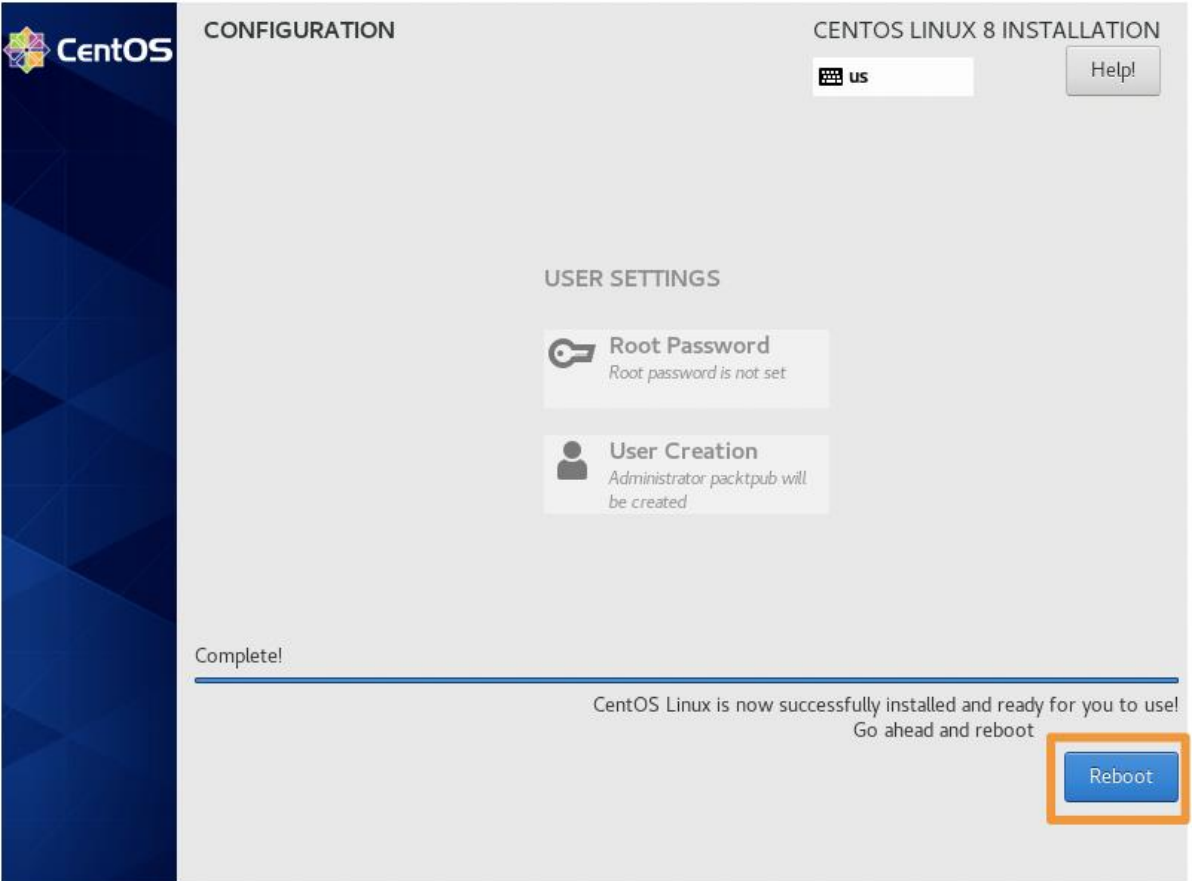 CentOS
CONFIGURATION
CENTOS LINUX 8 INSTALLATION
us
Help!
USER SETTINGS
Root Password
Root password is not set
User Creation
Administrator packtpub will
be created
Complete!
CentOS Linux is now successfully installed and ready for you to use!
Go ahead and reboot
Reboot